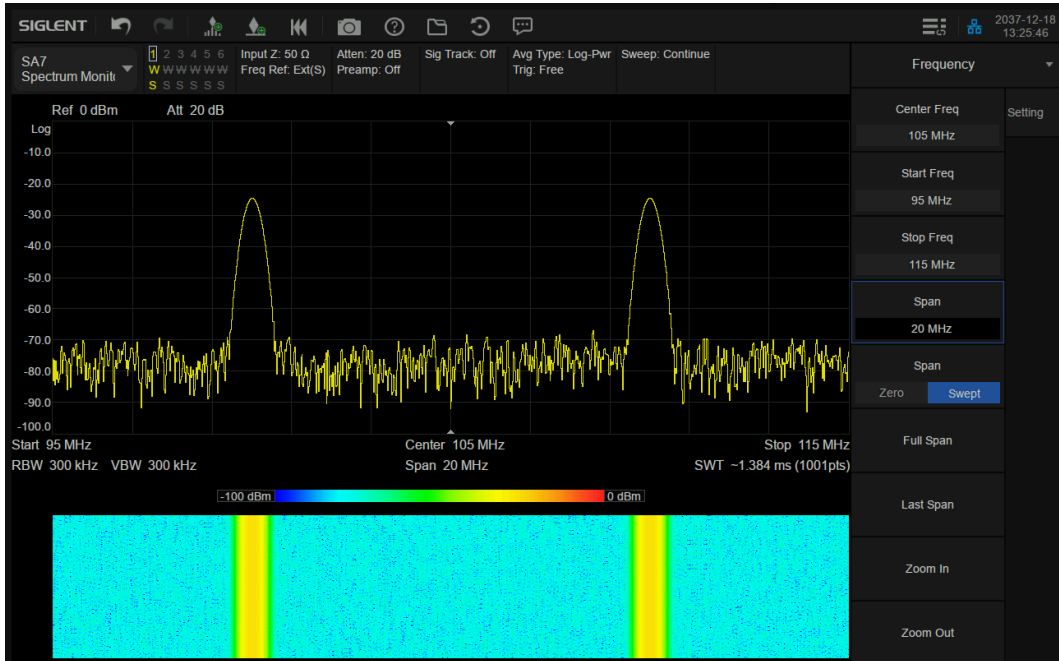 SIGLENT
2037-12-18
13:25:46
SA7
Spectrum Monito
1 2 3 4 5 6
W W W W W W
S S S S S S
Input Z: 50 Ω
Freq Ref: Ext(S)
Atten: 20 dB
Preamp: Off
Sig Track: Off
Avg Type: Log-Pwr
Trig: Free
Sweep: Continue
Ref 0 dBm Att 20 dB
Log
-10.0
-20.0
-30.0
-40.0
-50.0
-60.0
-70.0
-80.0
-90.0
-100.0
Start 95 MHz Center 105 MHz Stop 115 MHz
RBW 300 kHz VBW 300 kHz Span 20 MHz SWT ~1.384 ms (1001pts)
-100 dBm 0 dBm
Frequency
Setting
Center Freq
105 MHz
Start Freq
95 MHz
Stop Freq
115 MHz
Span
20 MHz
Span
Zero Swept
Full Span
Last Span
Zoom In
Zoom Out